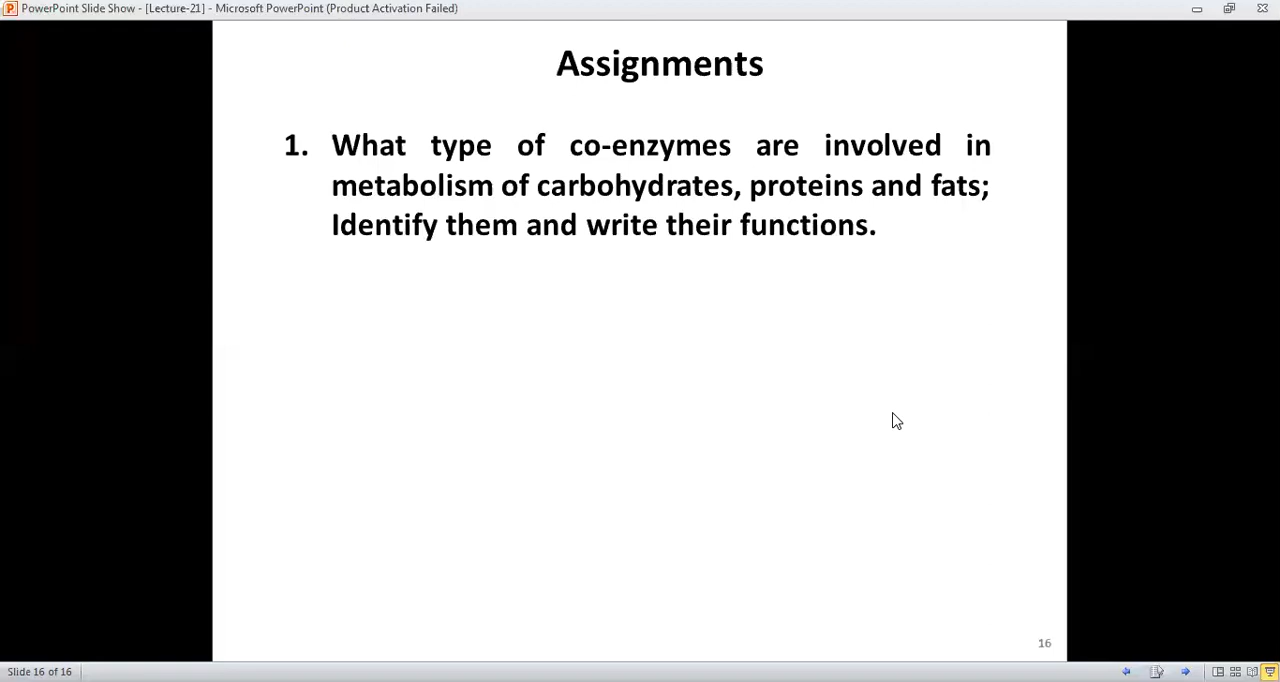 PowerPoint Slide Show - [Lecture-21] - Microsoft PowerPoint (Product Activation Failed)
Assignments
1. What type of co-enzymes are involved in
metabolism of carbohydrates, proteins and fats;
Identify them and write their functions.
16
Slide 16 of 16